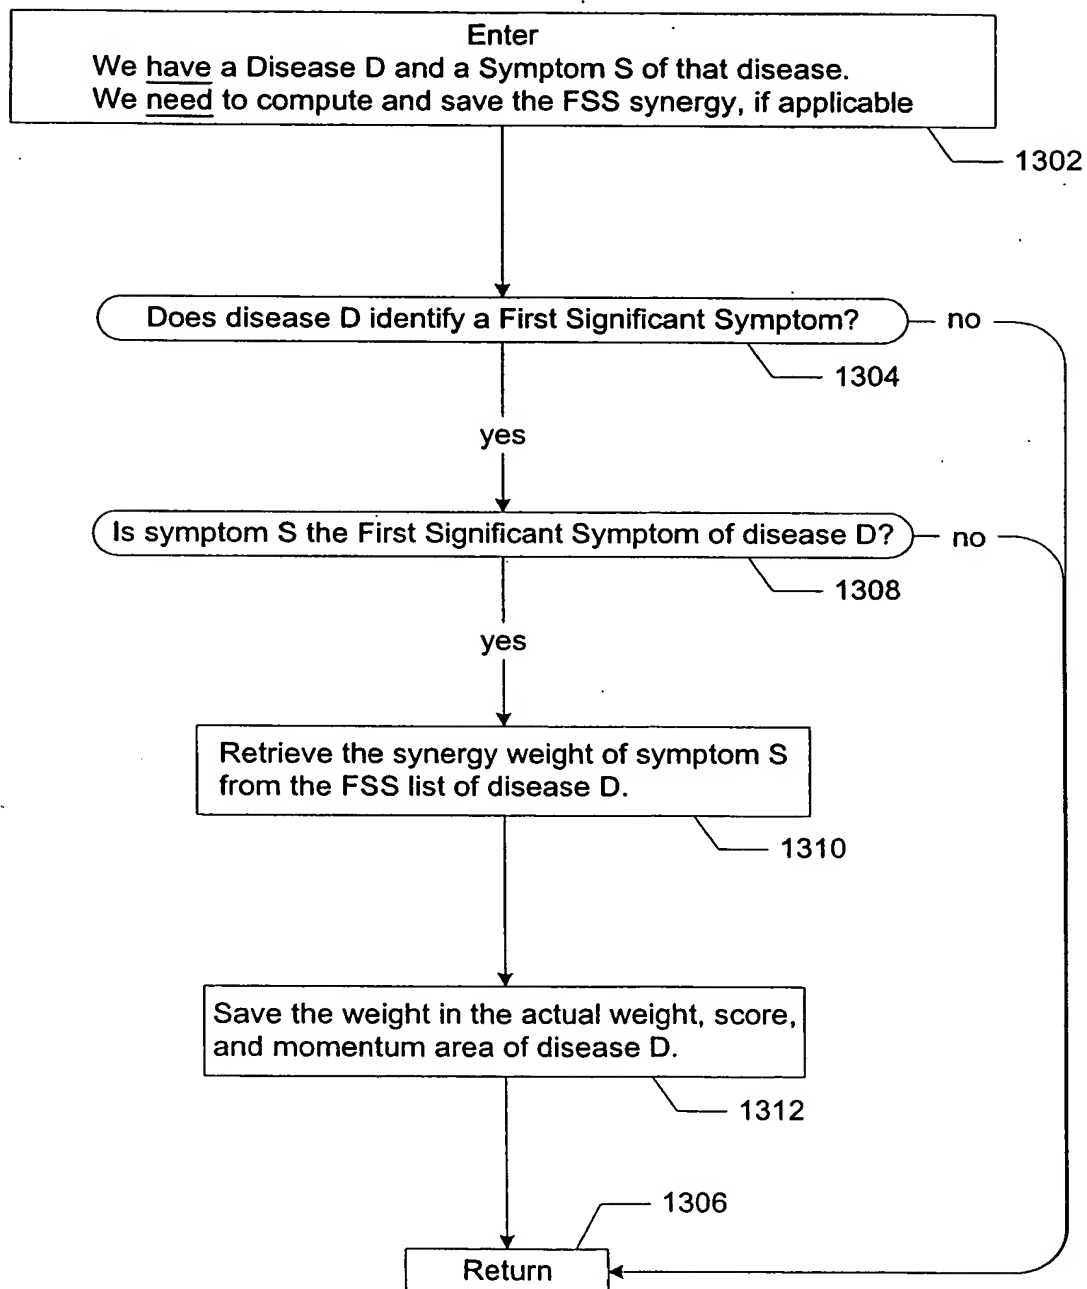 Enter
We have a Disease D and a Symptom S of that disease.
We need to compute and save the FSS synergy, if applicable
1302
Does disease D identify a First Significant Symptom?
no
1304
yes
Is symptom S the First Significant Symptom of disease D?
no
1308
yes
Retrieve the synergy weight of symptom S
from the FSS list of disease D.
1310
Save the weight in the actual weight, score,
and momentum area of disease D.
1312
1306
Return